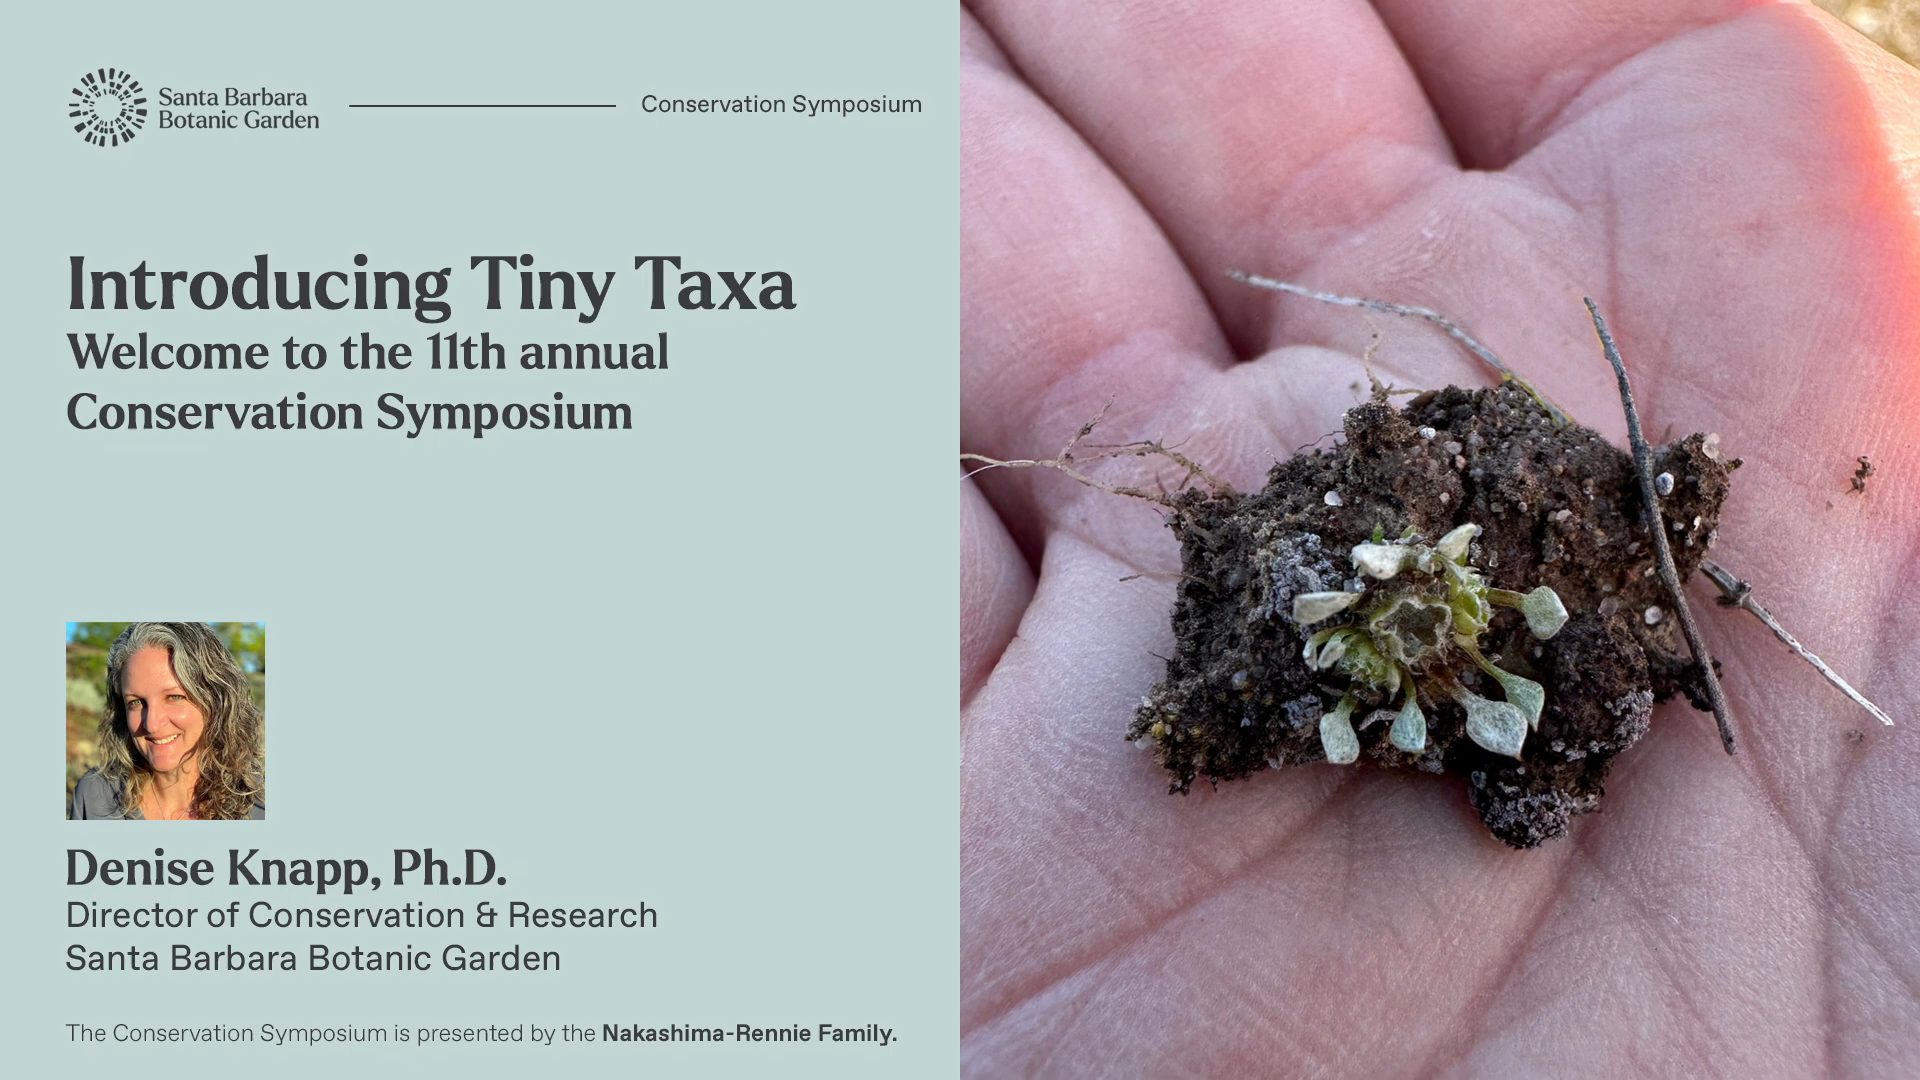 Santa Barbara
Botanic Garden
Conservation Symposium
Introducing Tiny Taxa
Welcome to the 11th annual
Conservation Symposium
Denise Knapp, Ph.D.
Director of Conservation & Research
Santa Barbara Botanic Garden
The Conservation Symposium is presented by the Nakashima-Rennie Family.